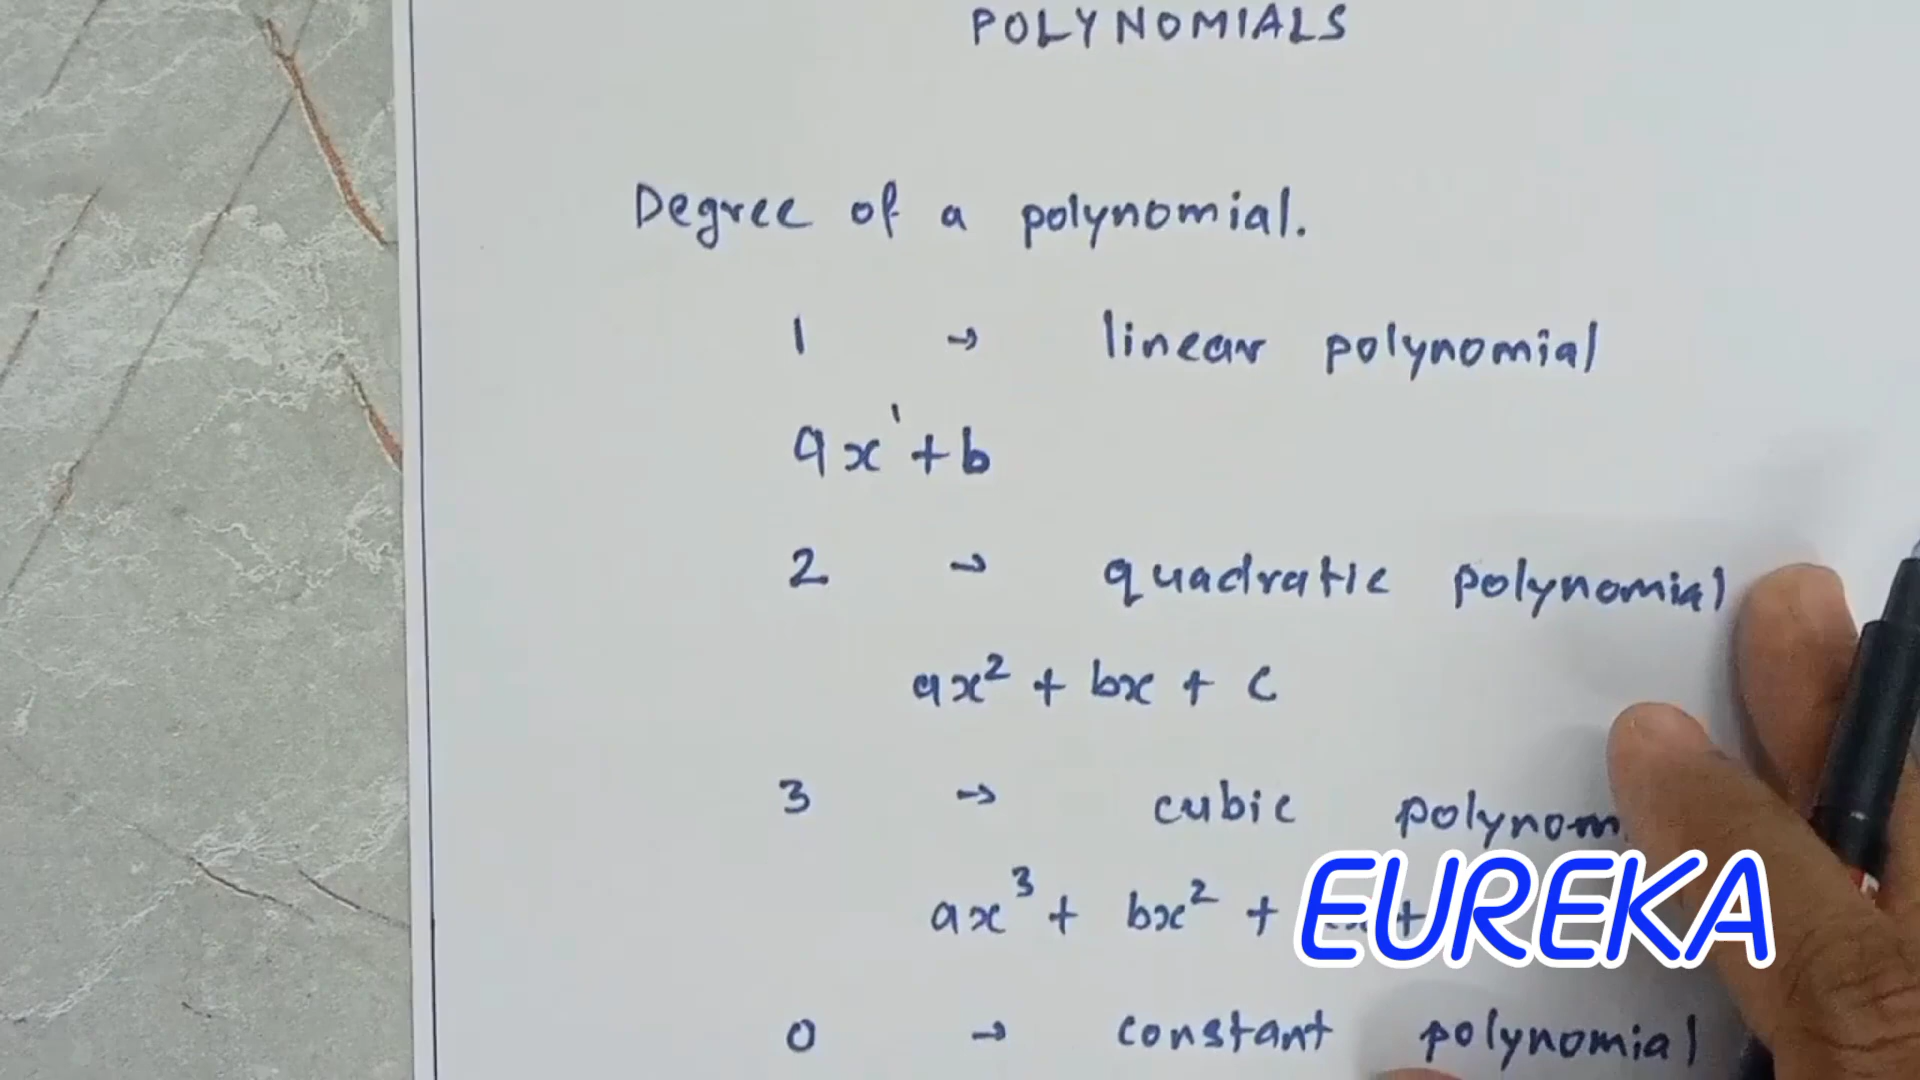 POLYNOMIALS
Degree of a polynomial.
1 → linear polynomial
ax¹ + b
2 → quadratic polynomial
ax² + bx + c
3 → cubic
ax³ + bx² + +
EUREKA
0 → constant polynomial